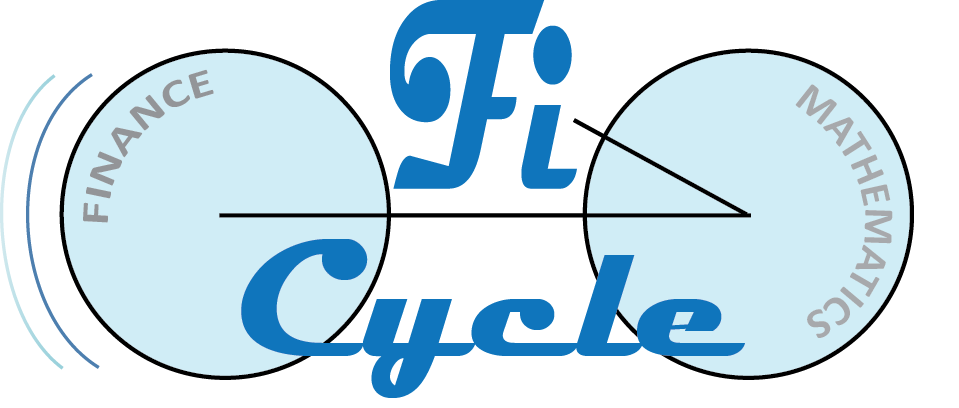 FINANCE
Fi
Cycle
MATHEMATICS